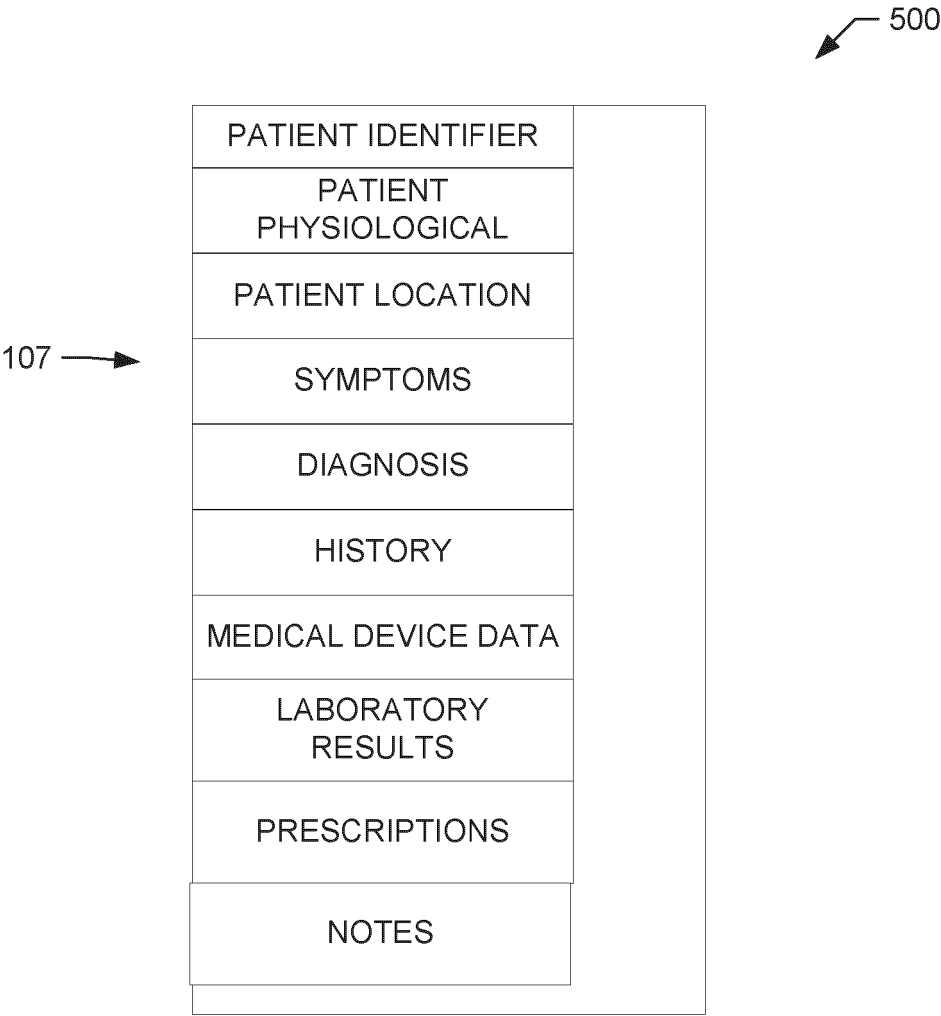 500
PATIENT IDENTIFIER
PATIENT
PHYSIOLOGICAL
PATIENT LOCATION
107
SYMPTOMS
DIAGNOSIS
HISTORY
MEDICAL DEVICE DATA
LABORATORY
RESULTS
PRESCRIPTIONS
NOTES